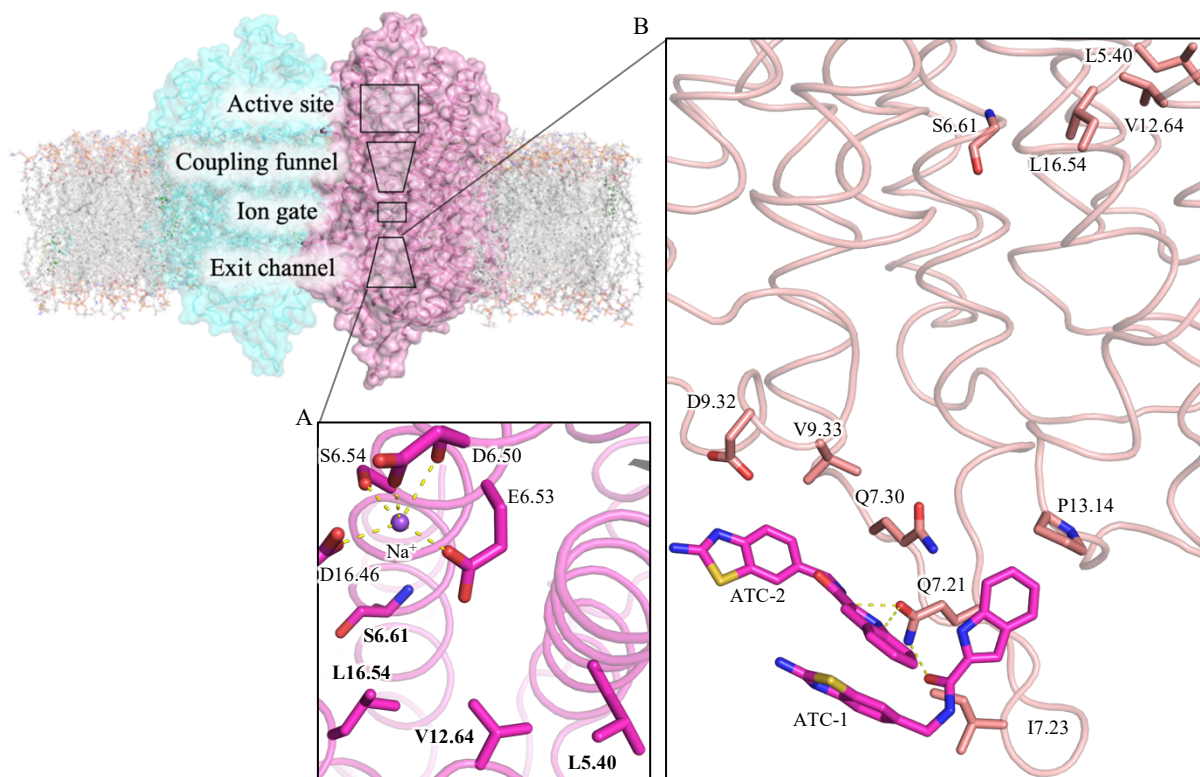 B
Active site
Coupling funnel
Ion gate
Exit channel
L5.40
S6.61
V12.64
L16.54
D9.32
V9.33
Q7.30
P13.14
Q7.21
ATC-2
ATC-1
I7.23
A
S6.54
D6.50
E6.53
Na⁺
D16.46
S6.61
L16.54
V12.64
L5.40